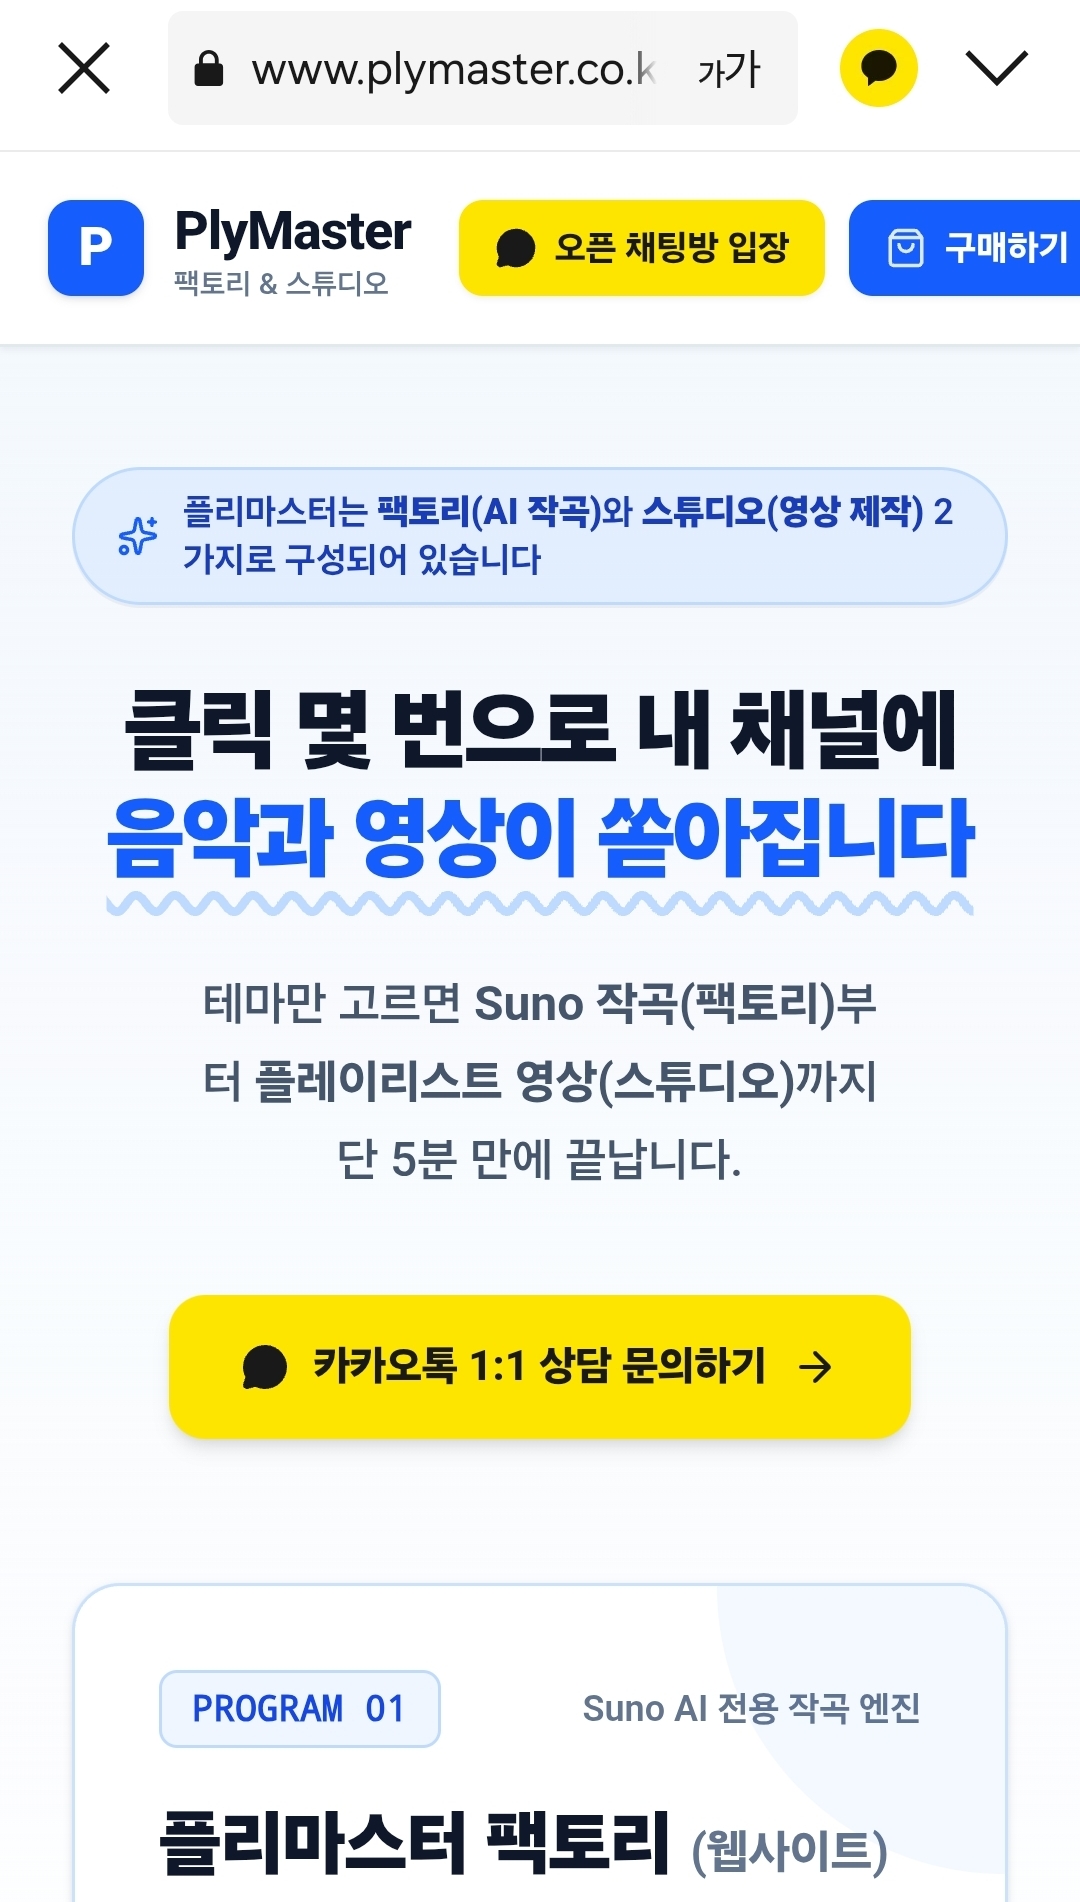 www.plymaster.co.k
가가
P
PlyMaster
팩토리 & 스튜디오
오픈 채팅방 입장
구매하기
플리마스터는 팩토리(AI 작곡)와 스튜디오(영상 제작) 2
가지로 구성되어 있습니다
클릭 몇 번으로 내 채널에
음악과 영상이 쏟아집니다
테마만 고르면 Suno 작곡(팩토리)부
터 플레이리스트 영상(스튜디오)까지
단 5분 만에 끝납니다.
카카오톡 1:1 상담 문의하기
PROGRAM 01
Suno AI 전용 작곡 엔진
플리마스터 팩토리 (웹사이트)